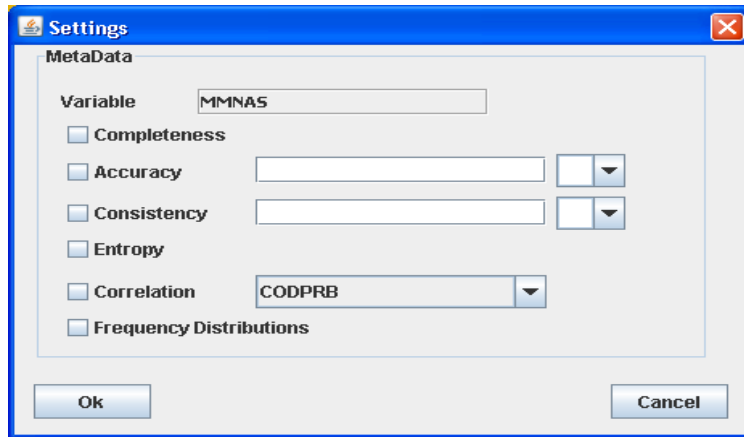 Settings
MetaData
Variable MMNAS
Completeness
Accuracy
Consistency
Entropy
Correlation CODPRB
Frequency Distributions
Ok Cancel